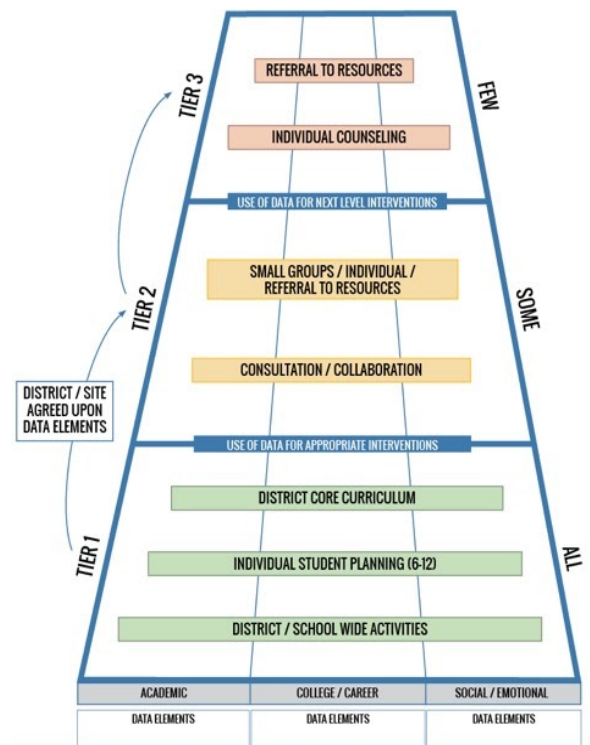 TIER 3
FEW
REFERRAL TO RESOURCES
INDIVIDUAL COUNSELING
USE OF DATA FOR NEXT LEVEL INTERVENTIONS
TIER 2
SOME
SMALL GROUPS / INDIVIDUAL /
REFERRAL TO RESOURCES
CONSULTATION / COLLABORATION
DISTRICT / SITE
AGREED UPON
DATA ELEMENTS
USE OF DATA FOR APPROPRIATE INTERVENTIONS
TIER 1
ALL
DISTRICT CORE CURRICULUM
INDIVIDUAL STUDENT PLANNING (6-12)
DISTRICT / SCHOOL WIDE ACTIVITIES
ACADEMIC
COLLEGE / CAREER
SOCIAL / EMOTIONAL
DATA ELEMENTS
DATA ELEMENTS
DATA ELEMENTS